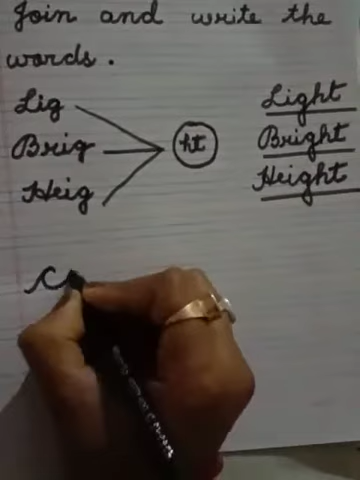 Join and write the
words.
Lig
Brig
Heig
ht
Light
Bright
Height